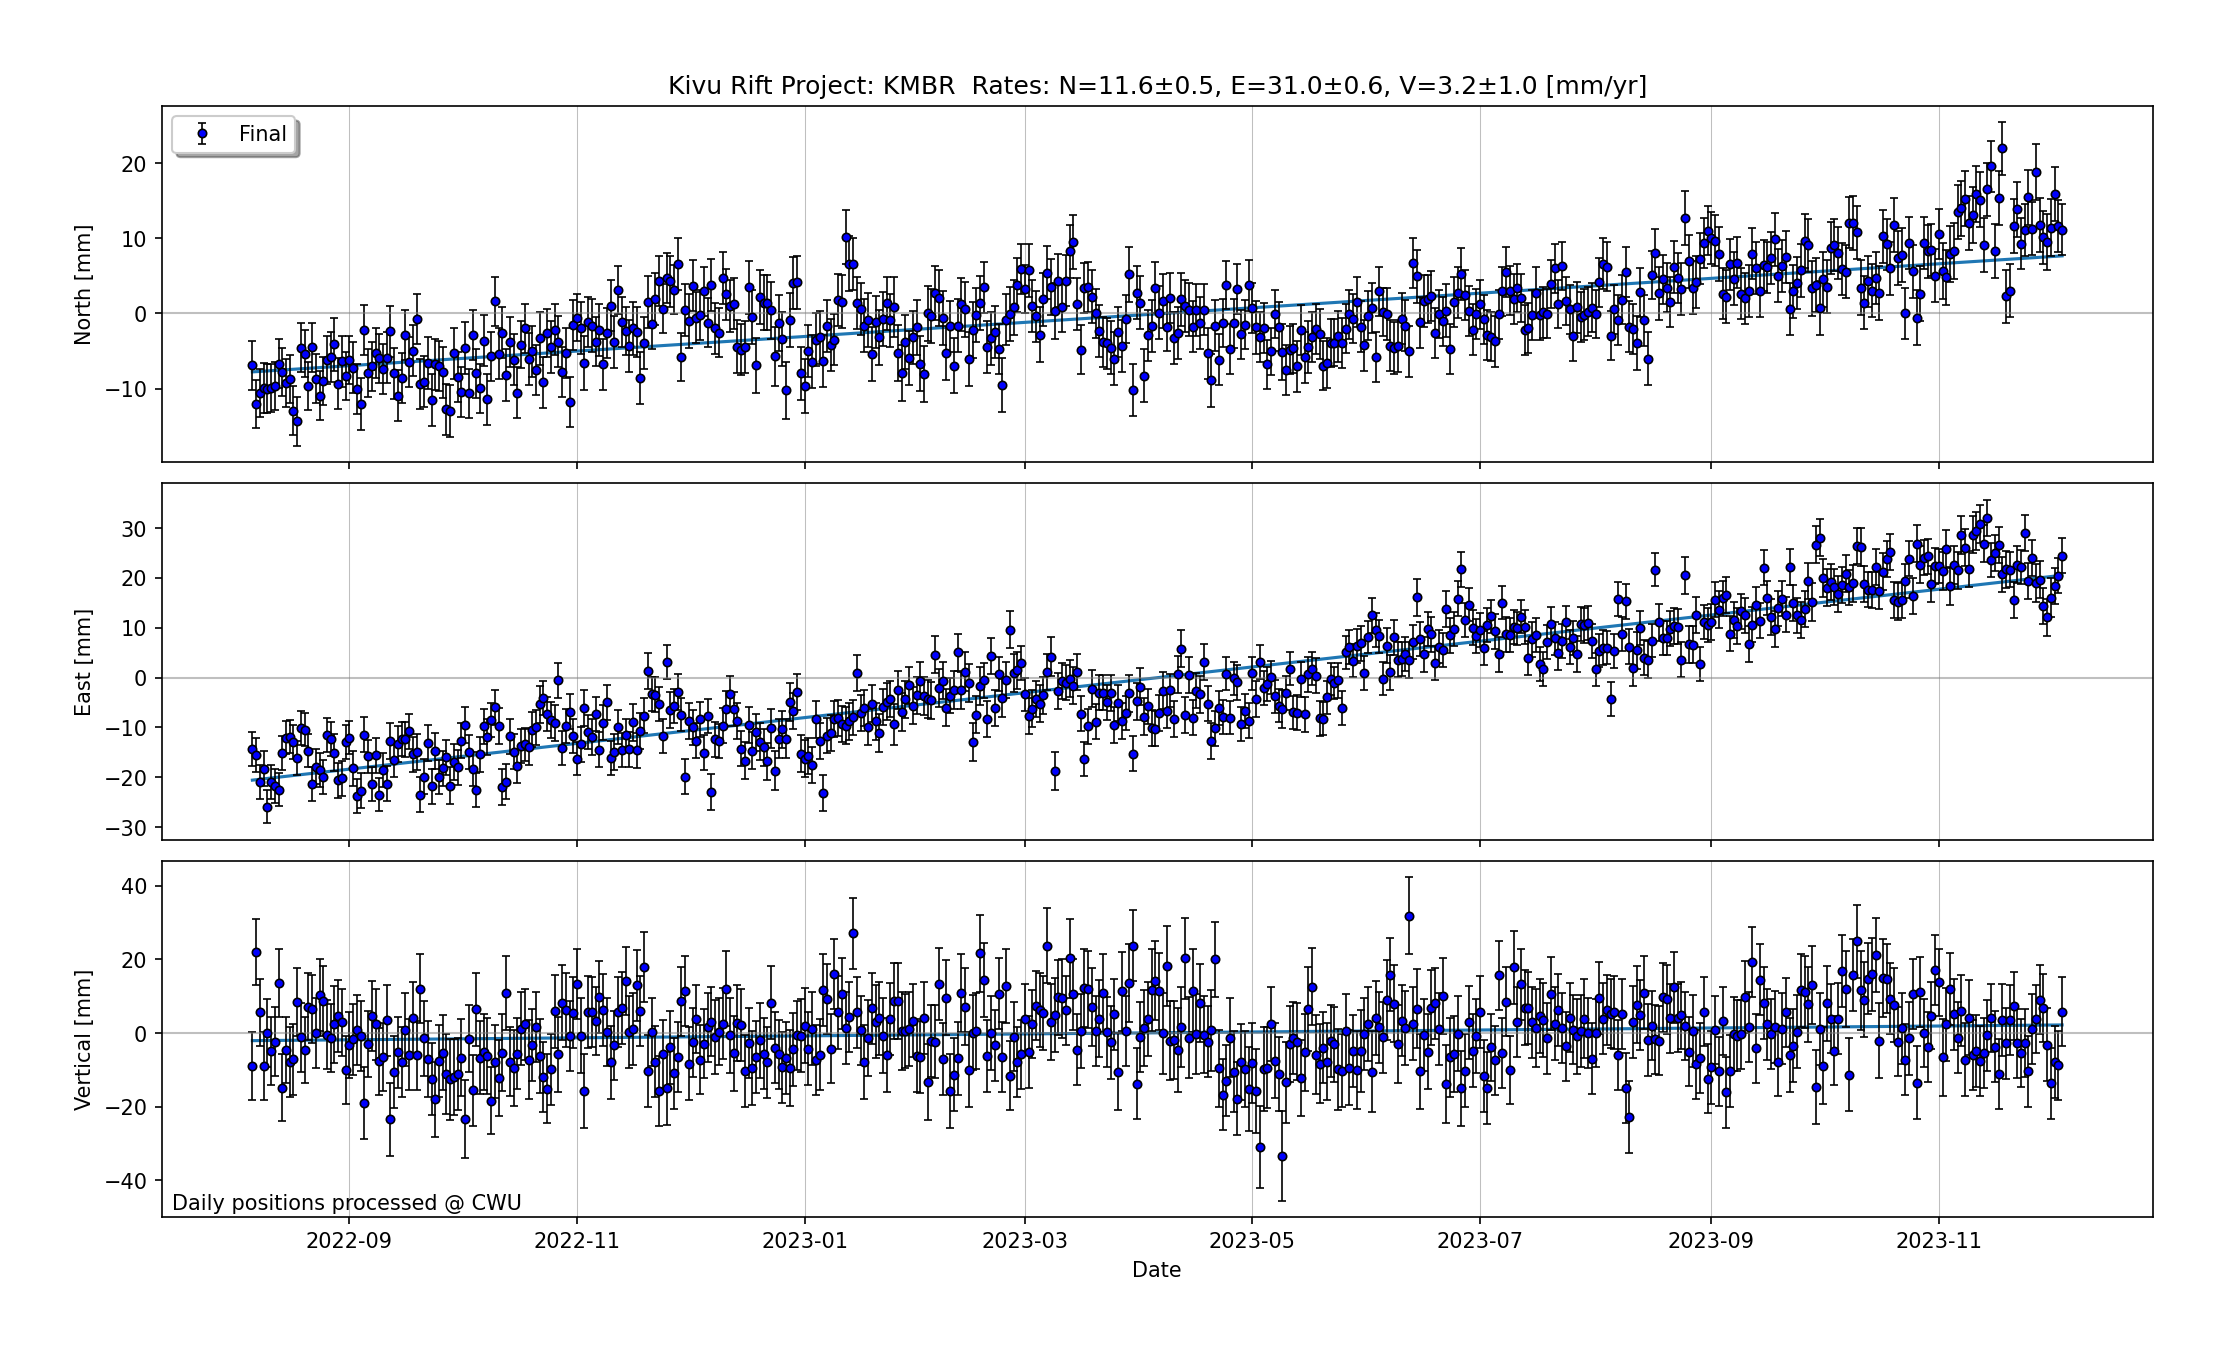 Kivu Rift Project: KMBR  Rates: N=11.6±0.5, E=31.0±0.6, V=3.2±1.0 [mm/yr]
Final
North [mm]
20
10
0
−10
East [mm]
30
20
10
0
−10
−20
−30
Vertical [mm]
40
20
0
−20
−40
Daily positions processed @ CWU
2022-09 2022-11 2023-01 2023-03 2023-05 2023-07 2023-09 2023-11
Date